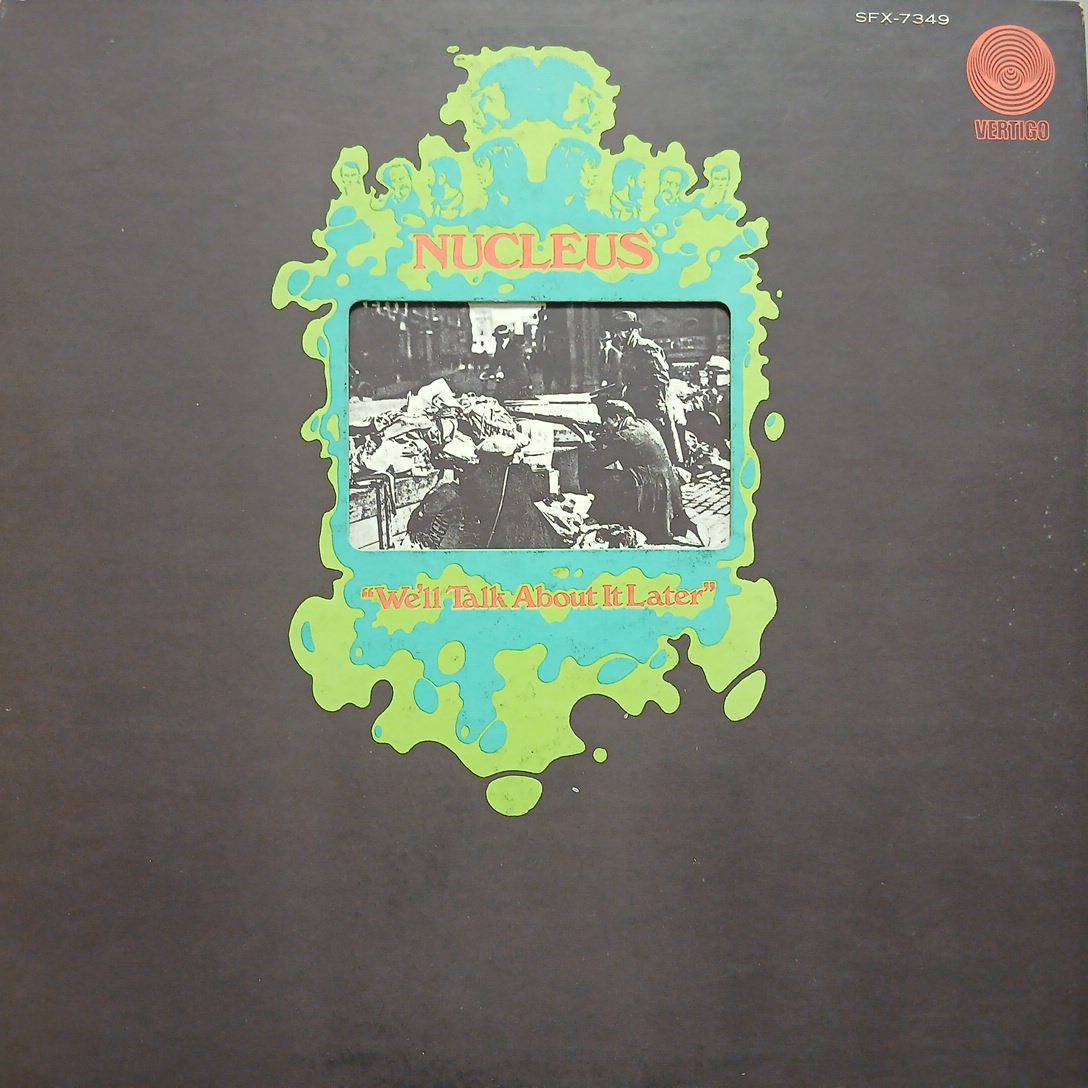 SFX-7349
VERTIGO
NUCLEUS
“We'll Talk About It Later”